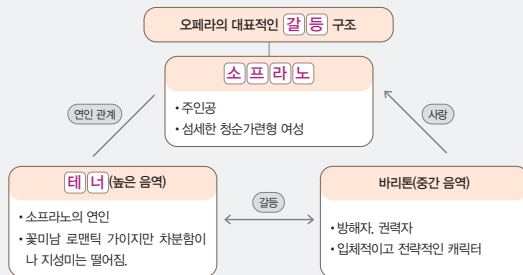 오페라의 대표적인 갈등 구조
소프라노
• 주인공
• 섬세한 청순가련형 여성
연인 관계
사랑
테너(높은 음역)
• 소프라노의 연인
• 꽃미남 로맨틱 가이지만 차분함이
나 지성미는 떨어짐.
갈등
바리톤(중간 음역)
• 방해자, 권력자
• 입체적이고 전략적인 캐릭터